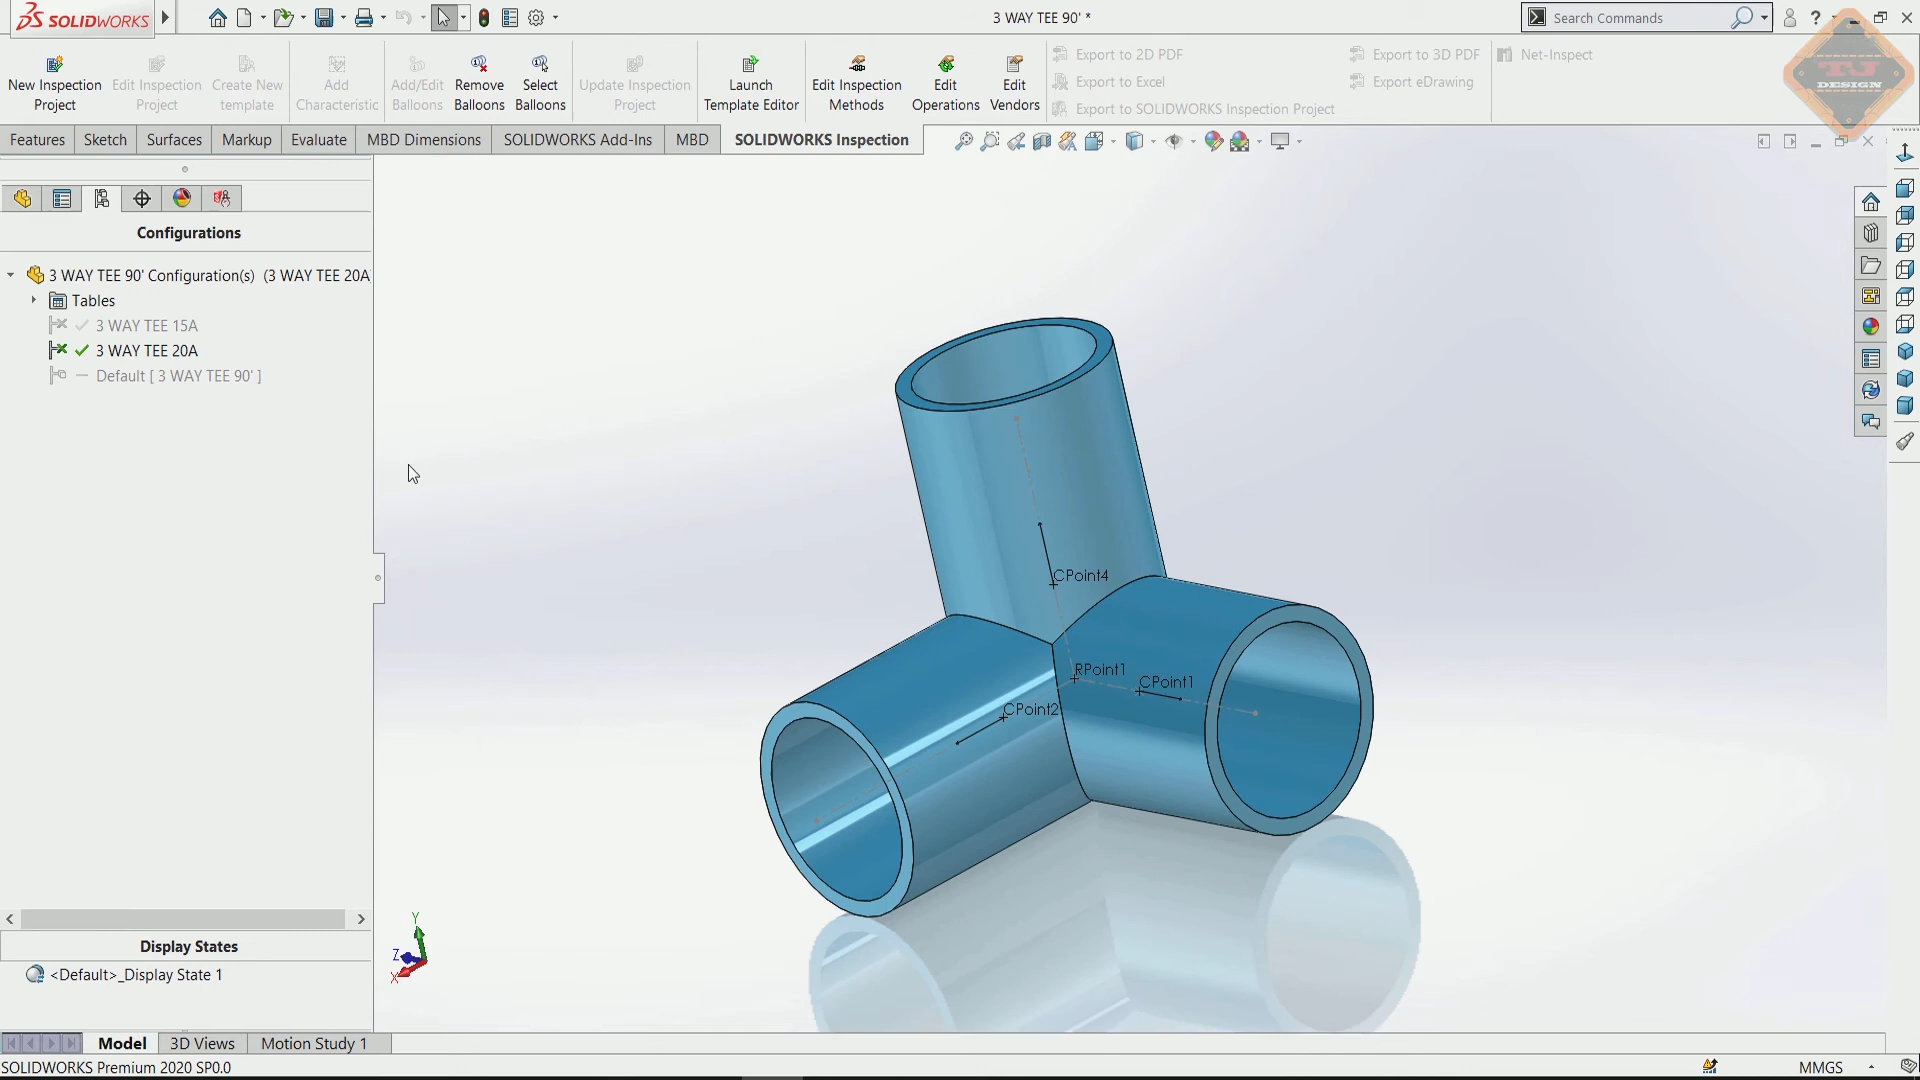 SOLIDWORKS
3 WAY TEE 90' *
Search Commands
?
New Inspection Project
Edit Inspection Project
Create New template
Add Characteristic
Add/Edit Balloons
Remove Balloons
Select Balloons
Update Inspection Project
Launch Template Editor
Edit Inspection Methods
Edit Operations
Edit Vendors
Export to 2D PDF
Export to Excel
Export to SOLIDWORKS Inspection Project
Export to 3D PDF
Export eDrawing
Net-Inspect
TJ
DESIGN
Features
Sketch
Surfaces
Markup
Evaluate
MBD Dimensions
SOLIDWORKS Add-Ins
MBD
SOLIDWORKS Inspection
Configurations
3 WAY TEE 90' Configuration(s) (3 WAY TEE 20A
Tables
3 WAY TEE 15A
3 WAY TEE 20A
Default [ 3 WAY TEE 90' ]
CPoint4
RPoint1
CPoint1
CPoint2
Y
Z
X
Display States
<Default>_Display State 1
Model
3D Views
Motion Study 1
SOLIDWORKS Premium 2020 SP0.0
MMGS